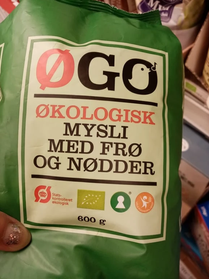 ØGO
ØKOLOGISK
MYSLI
MED FRØ
OG NØDDER
600 g